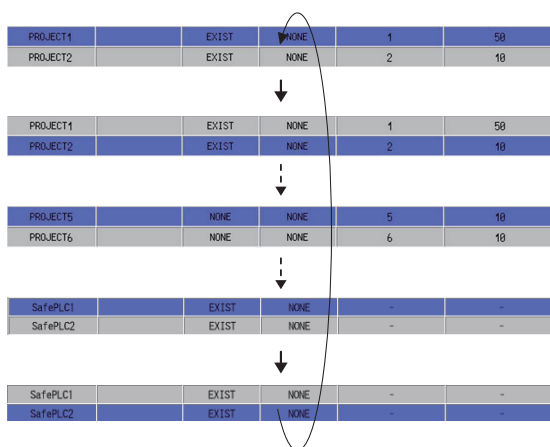 PROJECT1 EXIST NONE 1 50
PROJECT2 EXIST NONE 2 10
PROJECT1 EXIST NONE 1 50
PROJECT2 EXIST NONE 2 10
PROJECT5 NONE NONE 5 10
PROJECT6 NONE NONE 6 10
SafePLC1 EXIST NONE - -
SafePLC2 EXIST NONE - -
SafePLC1 EXIST NONE - -
SafePLC2 EXIST NONE - -